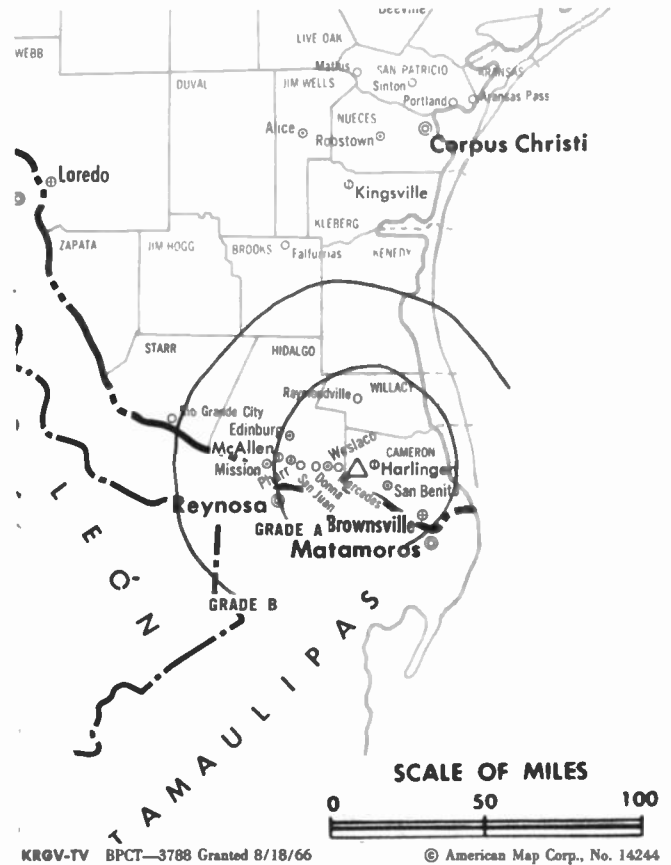 Beeville
LIVE OAK
WEBB
Mathis
SAN PATRICIO
ARANSAS
DUVAL
JIM WELLS
Sinton
Portland
Aransas Pass
NUECES
Alice
Robstown
Corpus Christi
Laredo
Kingsville
KLEBERG
ZAPATA
JIM HOGG
BROOKS
Falfurrias
KENEDY
STARR
HIDALGO
WILLACY
Raymondville
Rio Grande City
Edinburg
McAllen
Weslaco
CAMERON
Mission
Harlingen
Pharr
San Juan
Donna
Mercedes
San Benito
Reynosa
GRADE A
Brownsville
Matamoros
LEÓN
GRADE B
TAMAULIPAS
SCALE OF MILES
0 50 100
KRGV-TV BPCT—3788 Granted 8/18/66 © American Map Corp., No. 14244